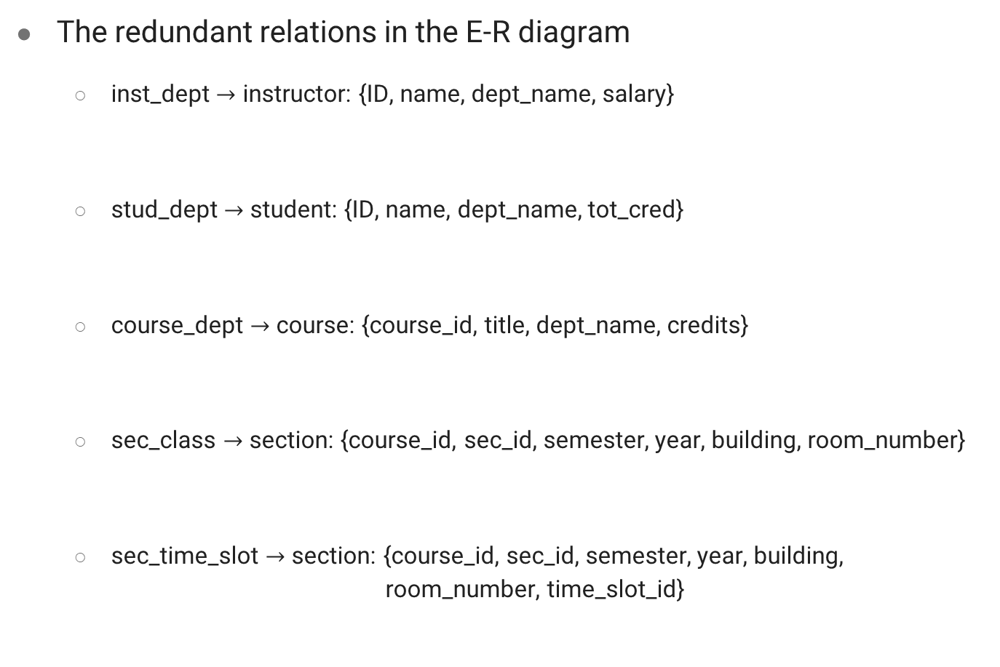 ● The redundant relations in the E-R diagram
○ inst_dept → instructor: {ID, name, dept_name, salary}
○ stud_dept → student: {ID, name, dept_name, tot_cred}
○ course_dept → course: {course_id, title, dept_name, credits}
○ sec_class → section: {course_id, sec_id, semester, year, building, room_number}
○ sec_time_slot → section: {course_id, sec_id, semester, year, building,
room_number, time_slot_id}